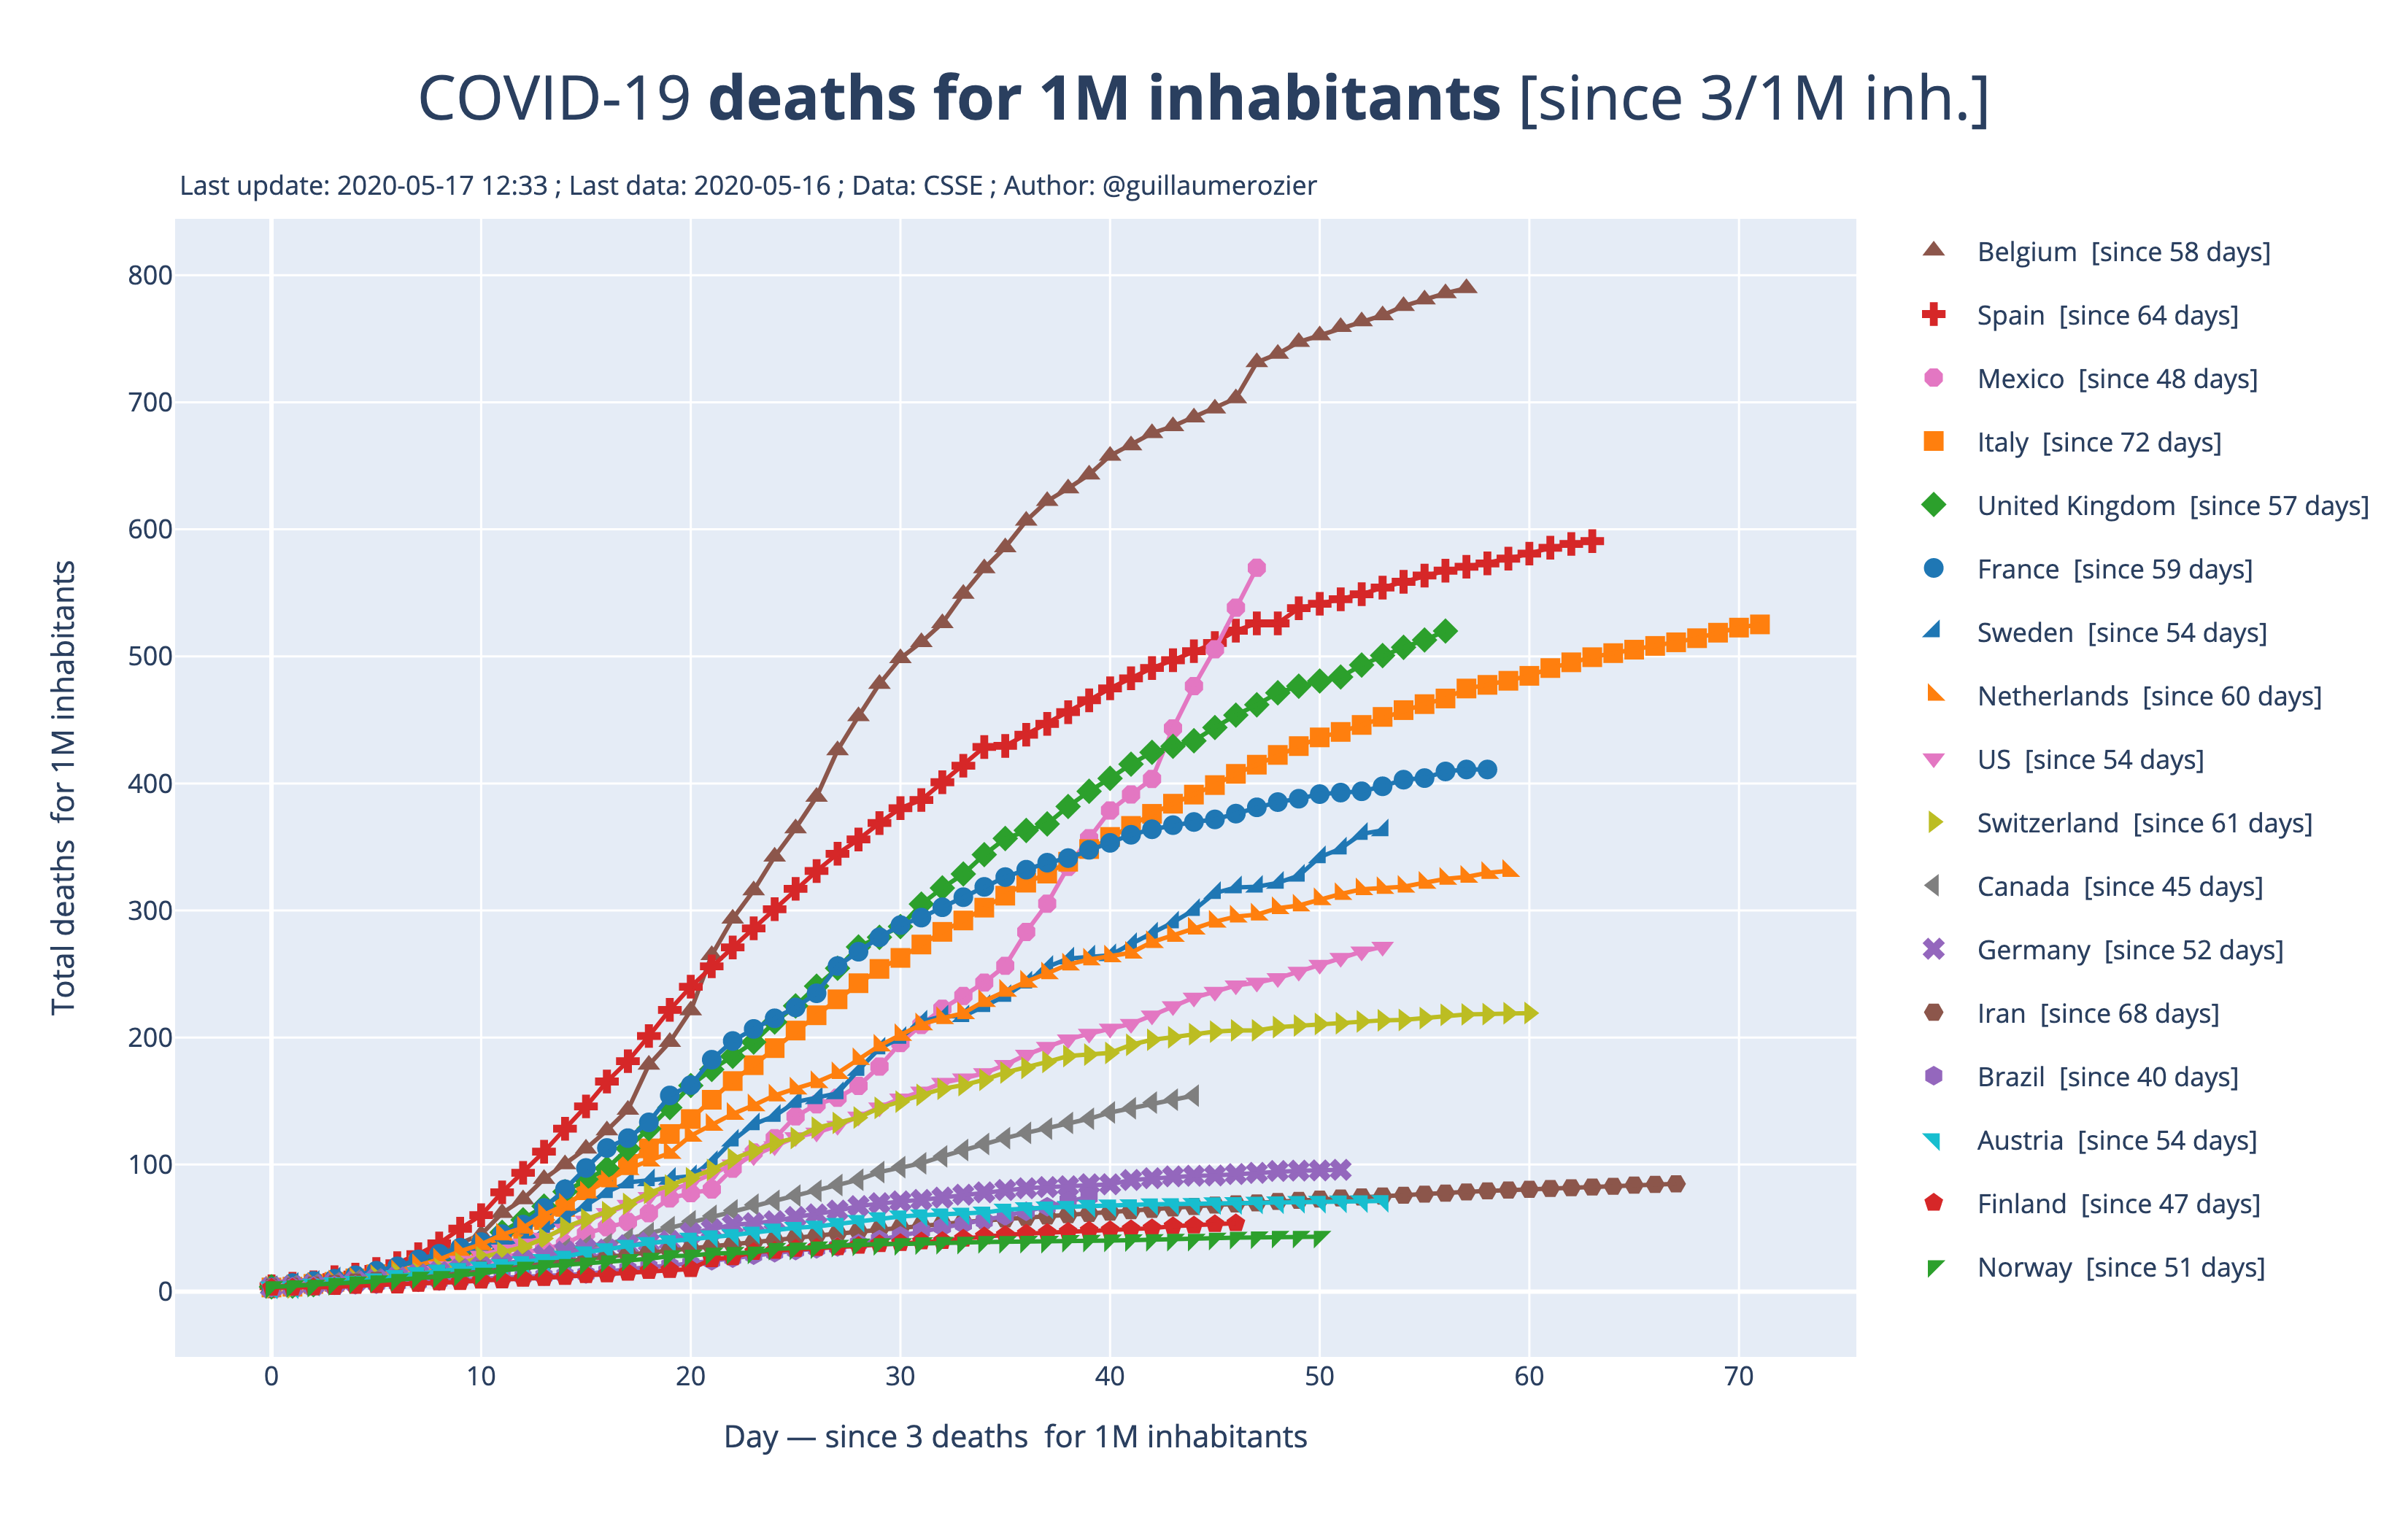 COVID-19 deaths for 1M inhabitants [since 3/1M inh.]
Last update: 2020-05-17 12:33 ; Last data: 2020-05-16 ; Data: CSSE ; Author: @guillaumerozier
Total deaths for 1M inhabitants
800
700
600
500
400
300
200
100
0
0 10 20 30 40 50 60 70
Day — since 3 deaths for 1M inhabitants
Belgium [since 58 days]
Spain [since 64 days]
Mexico [since 48 days]
Italy [since 72 days]
United Kingdom [since 57 days]
France [since 59 days]
Sweden [since 54 days]
Netherlands [since 60 days]
US [since 54 days]
Switzerland [since 61 days]
Canada [since 45 days]
Germany [since 52 days]
Iran [since 68 days]
Brazil [since 40 days]
Austria [since 54 days]
Finland [since 47 days]
Norway [since 51 days]